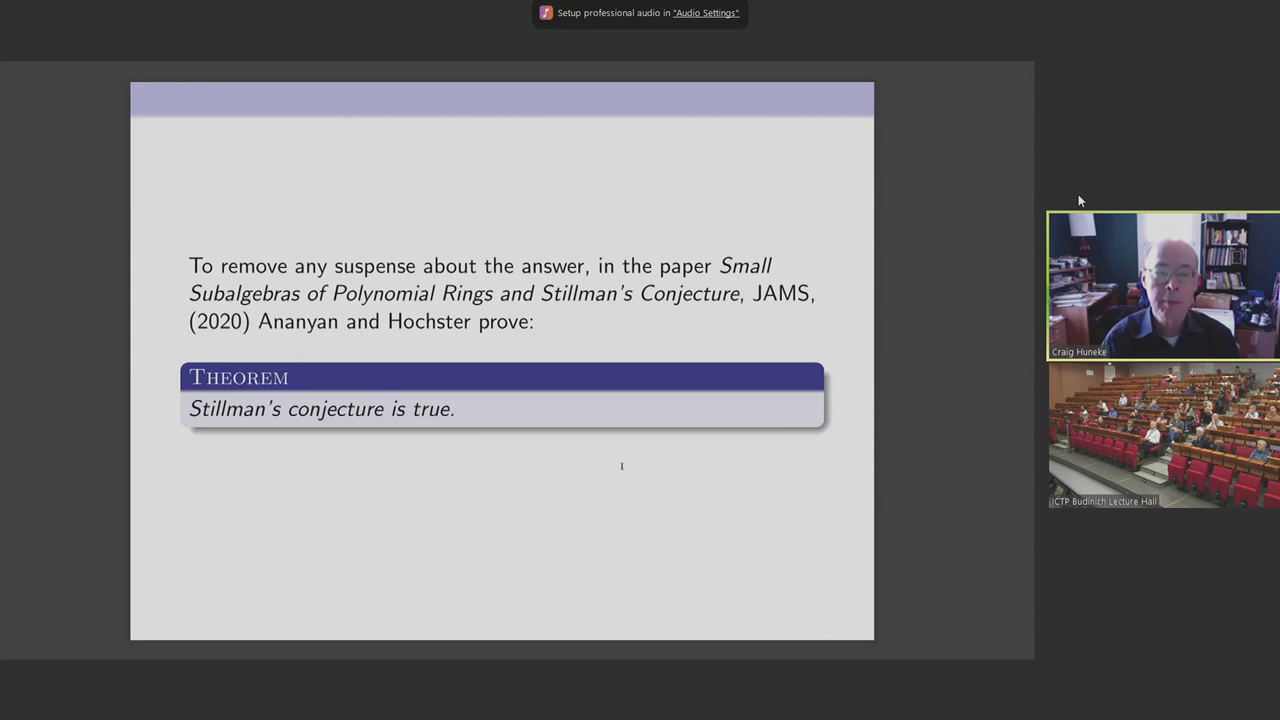 Setup professional audio in "Audio Settings"
To remove any suspense about the answer, in the paper Small
Subalgebras of Polynomial Rings and Stillman's Conjecture, JAMS,
(2020) Ananyan and Hochster prove:
Theorem
Stillman's conjecture is true.
Craig Huneke
ICTP Budinich Lecture Hall